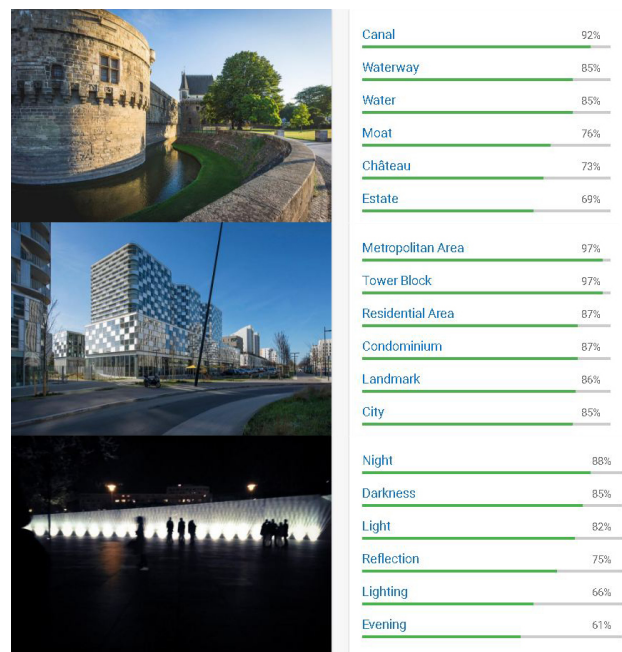 Canal 92%
Waterway 85%
Water 85%
Moat 76%
Château 73%
Estate 69%
Metropolitan Area 97%
Tower Block 97%
Residential Area 87%
Condominium 87%
Landmark 86%
City 85%
Night 88%
Darkness 85%
Light 82%
Reflection 75%
Lighting 66%
Evening 61%